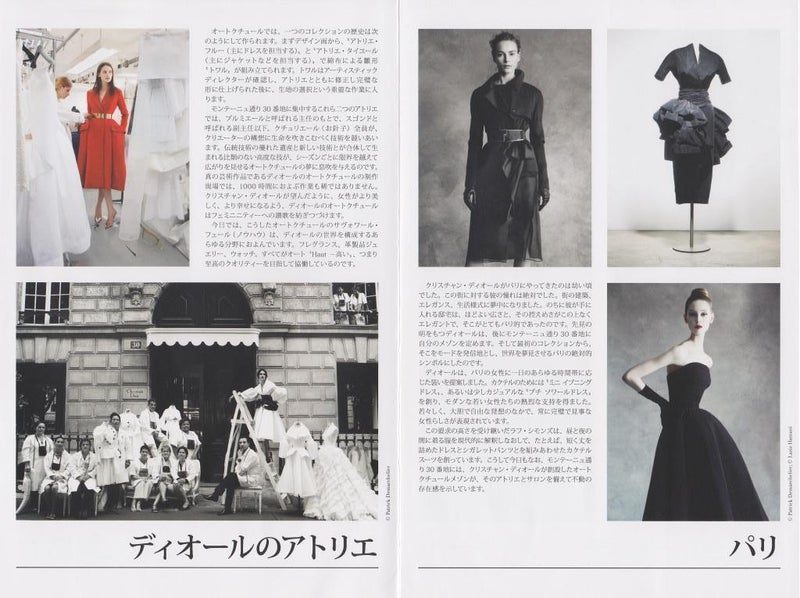 オートクチュールでは、一つのコレクションの歴史は次
のようにして作られます。まずデザイン画から、“アトリエ・
フルー（主にドレスを担当する）、と“アトリエ・タイユール
（主にジャケットなどを担当する）、で綿布による雛形
“トワル、が組み立てられます。トワルはアーティスティック
ディレクターが確認し、アトリエとともに修正し完璧な
形に仕上げられた後に、生地の選択という重要な作業に入
ります。
モンテーニュ通り30番地に集中するこれら二つのアトリエ
では、プルミエールと呼ばれる主任のもとで、スゴンドと
呼ばれる副主任以下、クチュリエール（お針子）全員が、
クリエーターの構想に生命を吹きこむべく技術を競いあい
ます。伝統技術の優れた遺産と新しい技術とが合体して生
まれる比類のない高度な技が、シーズンごとに限界を越えて
広がりを見せるオートクチュールの夢に息吹を与えるのです。
真の芸術作品であるディオールのオートクチュールの制作
現場では、1000時間におよぶ作業も稀ではありません。
クリスチャン・ディオールが望んだように、女性がより美
しく、より幸せになるよう、ディオールのオートクチュール
はフェミニニティーへの讃歌を紡ぎつづけます。
今日では、こうしたオートクチュールのサヴォワール・
フェール（ノウハウ）は、ディオールの世界を構成するあ
らゆる分野におよんでいます。フレグランス、革製品ジュ
エリー、ウォッチ、すべてがオート“Haut ―高い、、つまり
至高のクオリティーを目指して協働しているのです。
30
Christian Dior
© Patrick Demarchelier
ディオールのアトリエ
クリスチャン・ディオールがパリにやってきたのは幼い頃
でした。この街に対する彼の憧れは絶対でした。街の建築、
エレガンス、生活様式に夢中になりました。のちに彼が手に
入れる邸宅は、ほどよい広さと、その控えめさがこの上なく
エレガントで、そこがとてもパリ的であったのです。先見の
明をもつディオールは、後にモンテーニュ通り30番地に
自分のメゾンを定めます。そして最初のコレクションから、
そこをモードを発信地とし、世界を夢見させるパリの絶対的
シンボルにしたのです。
ディオールは、パリの女性に一日のあらゆる時間帯に応
じた装いを提案しました。カクテルのためには“ミニ イブニング
ドレス、、あるいは少しカジュアルな“プチ ソワールドレス、
を創り、モダンな若い女性たちの熱烈な支持を得ました。
若々しく、大胆で自由な発想のなかで、常に完璧で見事な
女性らしさが表現されています。
この要求の高さを受け継いだラフ・シモンズは、昼と夜の
間に着る服を現代的に解釈しなおして、たとえば、短く丈を
詰めたドレスとシガレットパンツとを組みあわせたカクテル
スーツを創っています。こうして今日もなお、モンテーニュ通
り30番地には、クリスチャン・ディオールが創設したオート
クチュールメゾンが、そのアトリエとサロンを備えて不動の
存在感を示しています。
© Patrick Demarchelier;
パリ